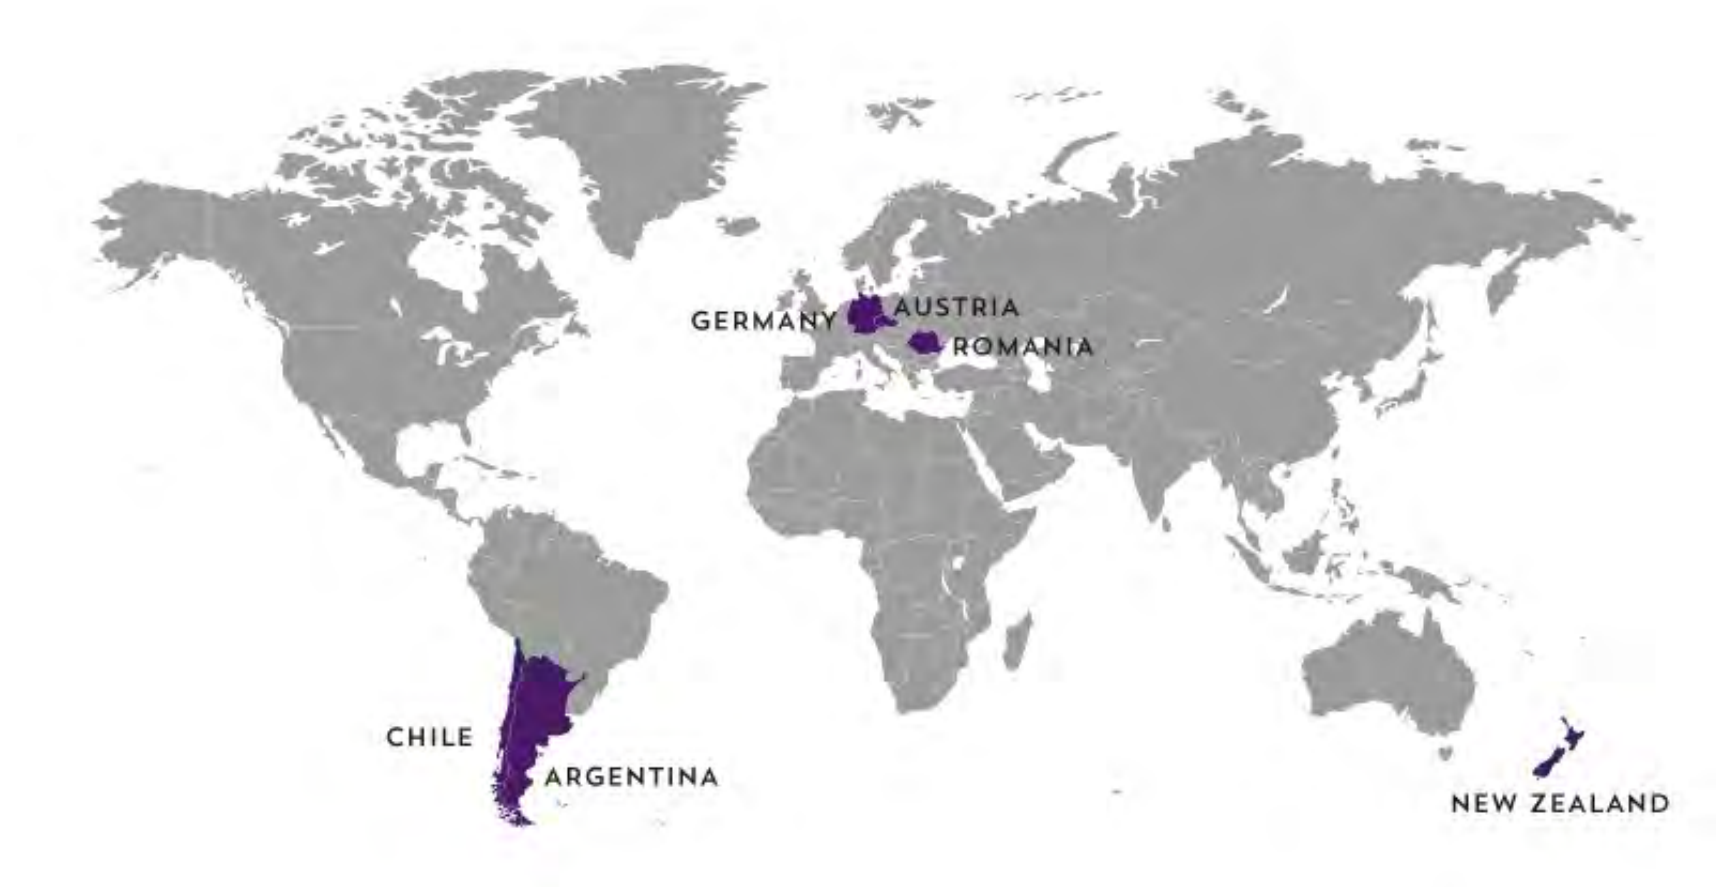 AUSTRIA
GERMANY
ROMANIA
CHILE
ARGENTINA
NEW ZEALAND